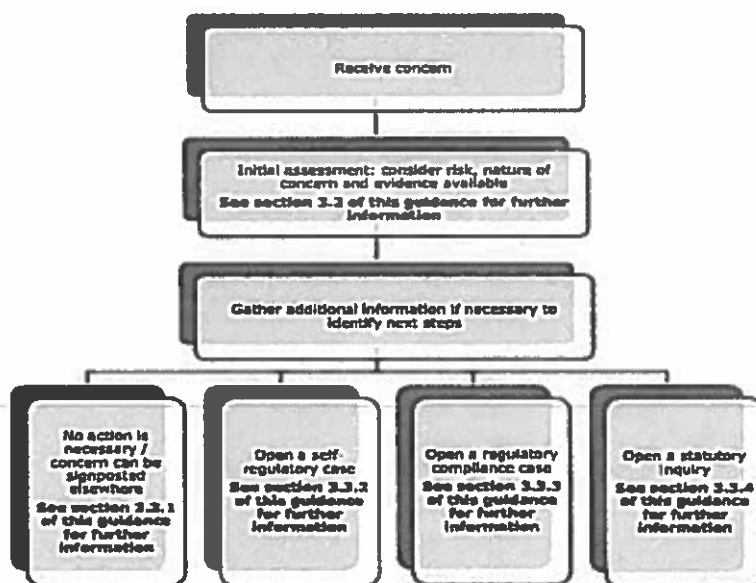 Receive concern
Initial assessment: consider risk, nature of
concern and evidence available
See section 3.2 of this guidance for further
information
Gather additional information if necessary to
identify next steps
No action is
necessary /
concern can be
signposted
elsewhere
See section 3.3.1
of this guidance
for further
information
Open a self-
regulatory case
See section 3.3.2
of this guidance
for further
information
Open a regulatory
compliance case
See section 3.3.3
of this guidance
for further
information
Open a statutory
inquiry
See section 3.3.4
of this guidance
for further
information